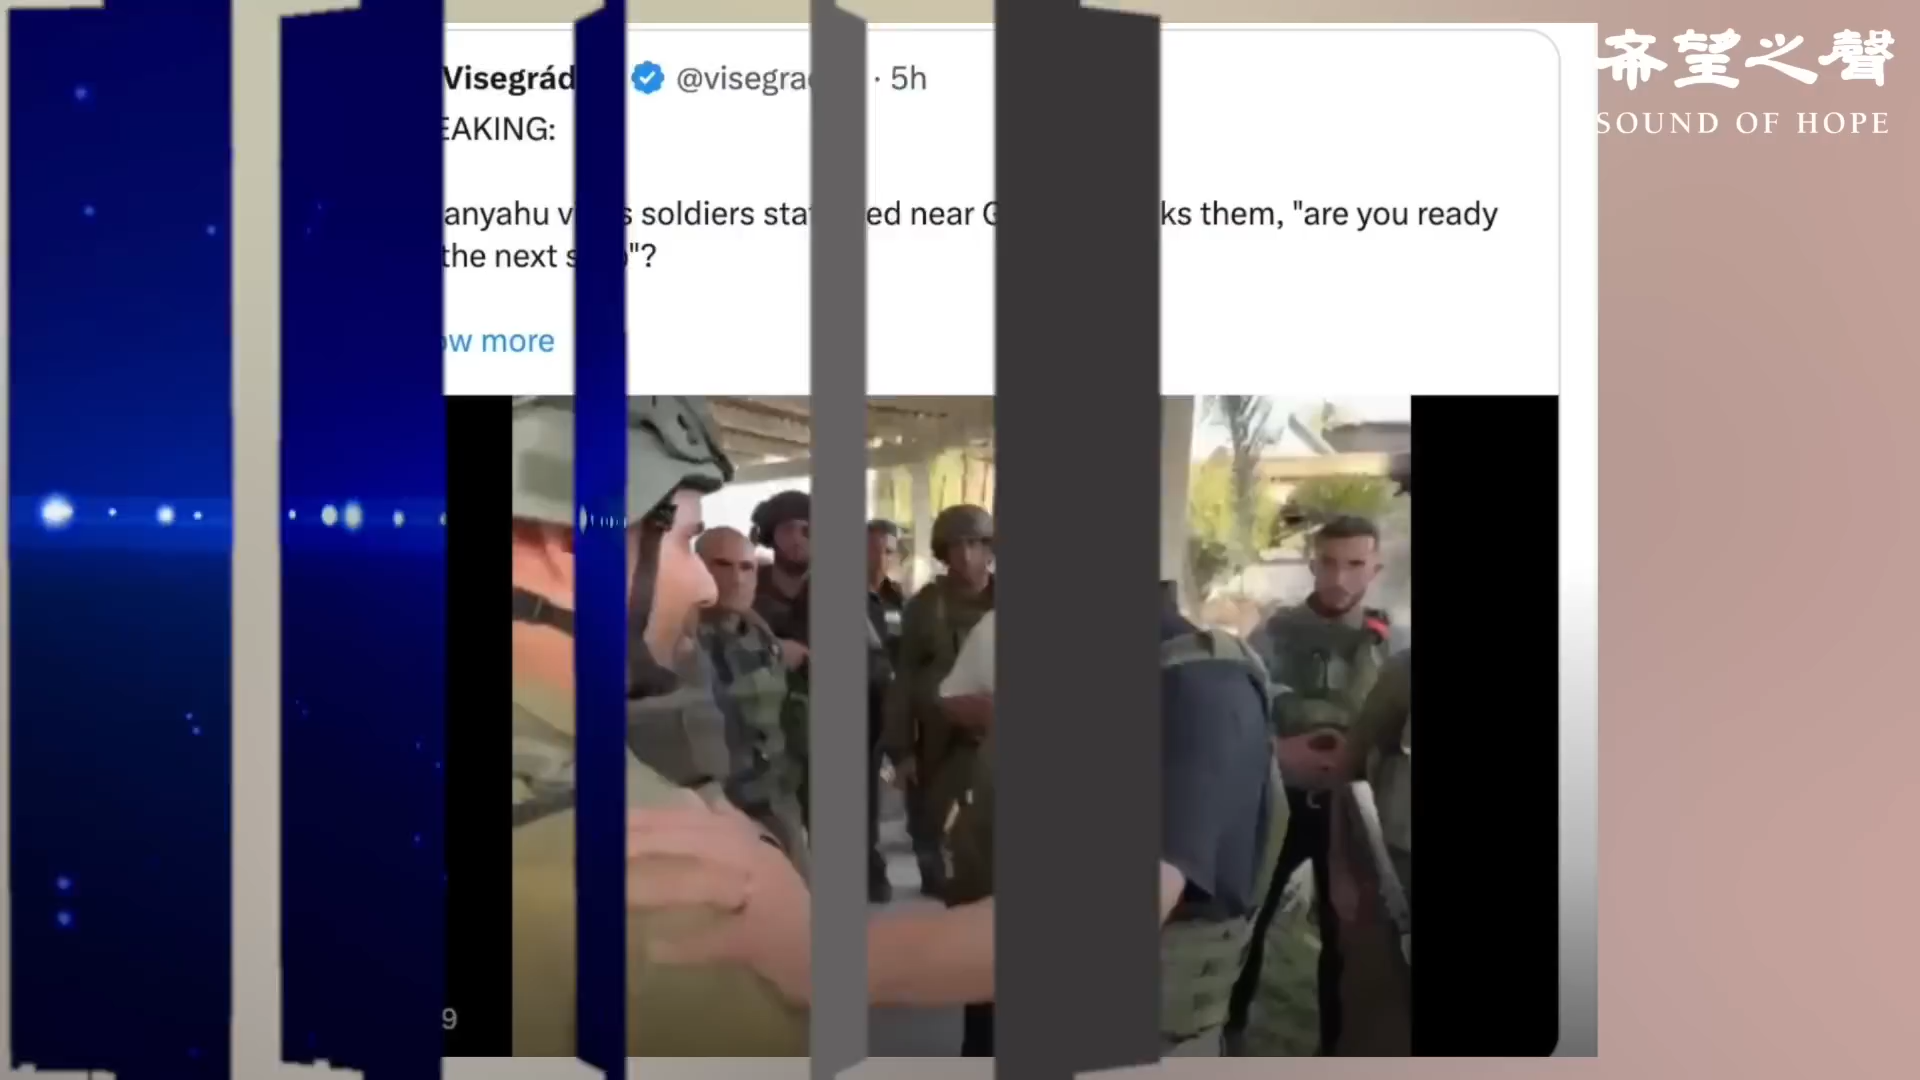 希望之聲
SOUND OF HOPE
Visegrád @visegra · 5h
EAKING:
anyahu v s soldiers sta ed near G ks them, "are you ready
the next s "?
ow more
9